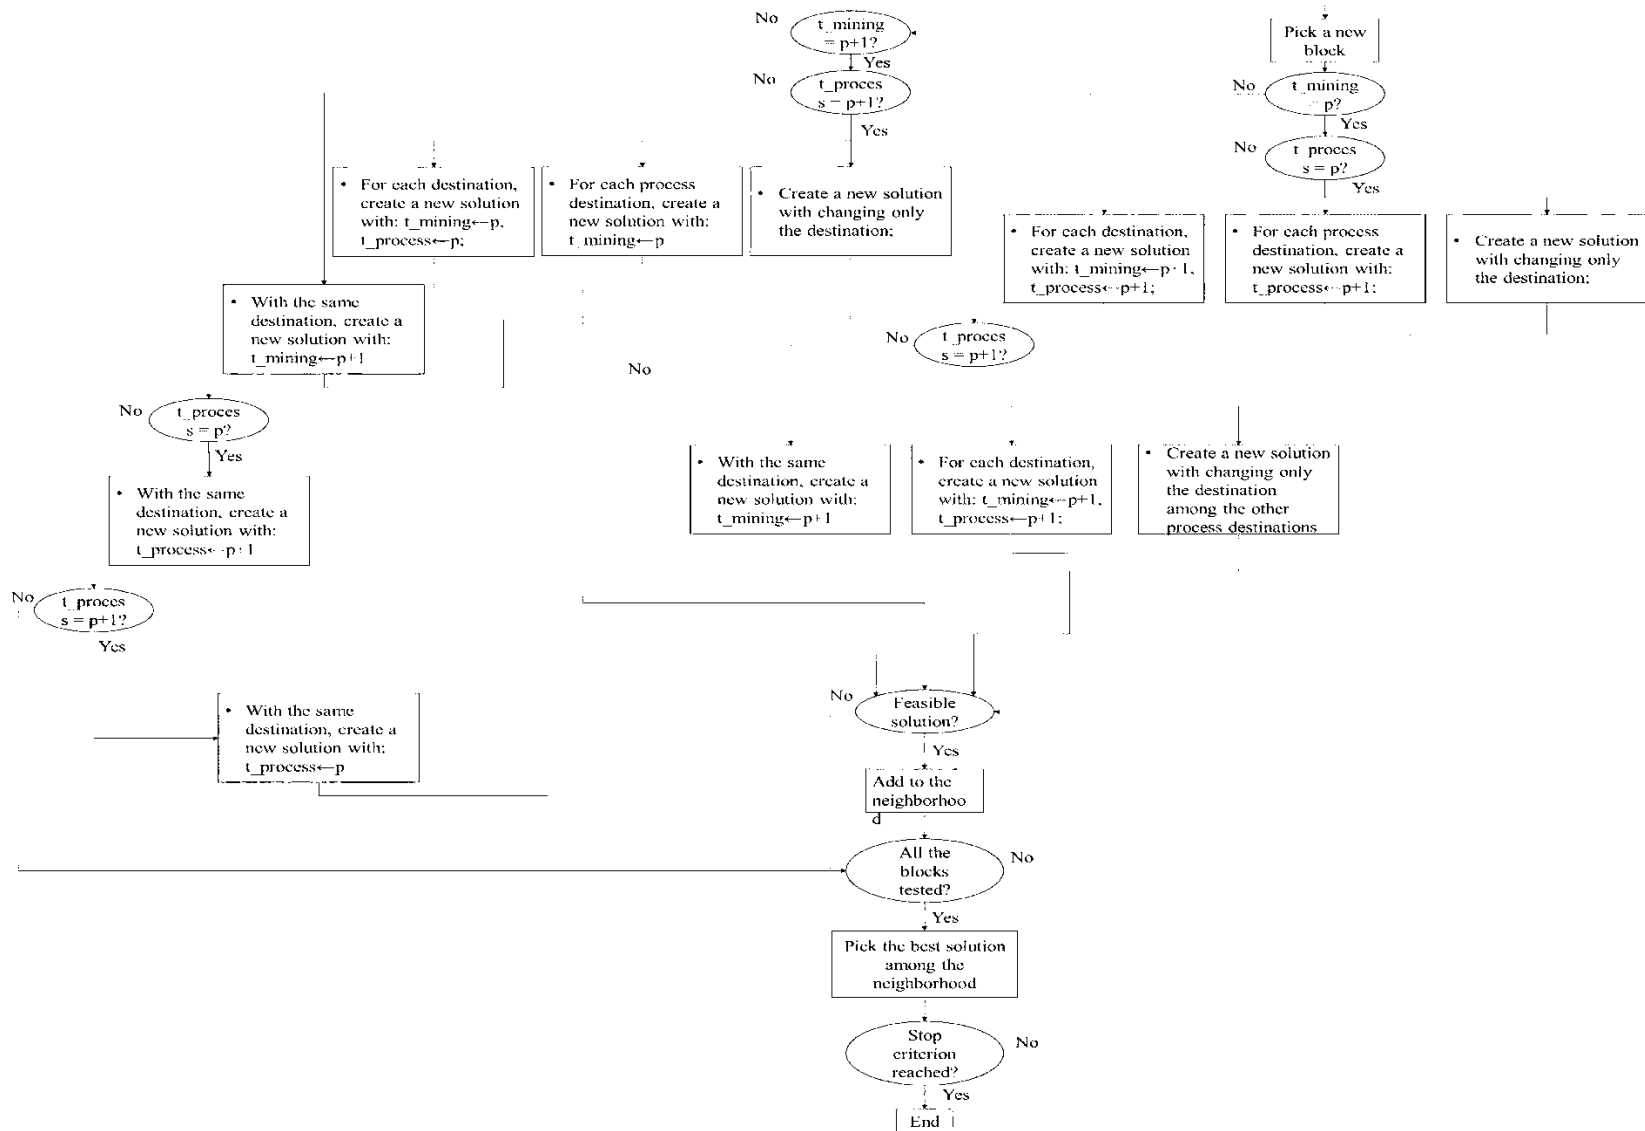 No
t_mining
= p+1?
Yes
No
t_proces
s = p+1?
Yes
Pick a new
block
No
t_mining
= p?
Yes
No
t_proces
s = p?
Yes
• For each destination,
create a new solution
with: t_mining←p,
t_process←p;
• For each process
destination, create a
new solution with:
t_mining←p
• Create a new solution
with changing only
the destination;
• For each destination,
create a new solution
with: t_mining←p+1,
t_process←p+1;
• For each process
destination, create a
new solution with:
t_process←p+1;
• Create a new solution
with changing only
the destination;
• With the same
destination, create a
new solution with:
t_mining←p+1
No
t_proces
s = p+1?
No
No
t_proces
s = p?
Yes
• With the same
destination, create a
new solution with:
t_mining←p+1
• For each destination,
create a new solution
with: t_mining←p+1,
t_process←p+1;
• Create a new solution
with changing only
the destination
among the other
process destinations
• With the same
destination, create a
new solution with:
t_process←p+1
No
t_proces
s = p+1?
Yes
• With the same
destination, create a
new solution with:
t_process←p
No
Feasible
solution?
Yes
Add to the
neighborhoo
d
All the
blocks
tested?
No
Yes
Pick the best solution
among the
neighborhood
Stop
criterion
reached?
No
Yes
End